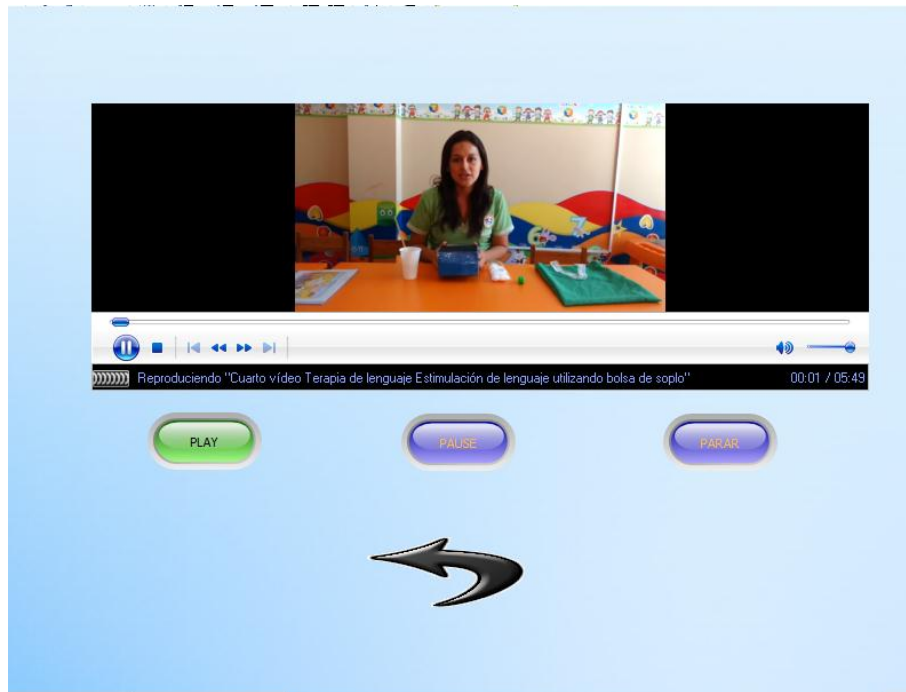 Reproduciendo "Cuarto vídeo Terapia de lenguaje Estimulación de lenguaje utilizando bolsa de soplo" 00:01 / 05:49
PLAY PAUSE PARAR